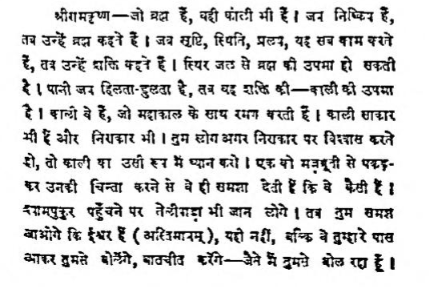 श्रीरामकृष्ण—जो ब्रह्म हैं, वही काली भी हैं । जब निष्क्रिय हैं,
तब उन्हें ब्रह्म कहते हैं । जब सृष्टि, स्थिति, प्रलय, यह सब काम करते
हैं, तब उन्हें शक्ति कहते हैं । स्थिर जल से ब्रह्म की उपमा हो सकती
है । पानी जब हिलता-डुलता है, तब वह शक्ति की—काली की उपमा
है । काली वे हैं, जो महाकाल के साथ रमण करती हैं । काली साकार
भी हैं और निराकार भी । तुम लोग अगर निराकार पर विश्वास करते
हो, तो काली का उसी रूप में ध्यान करो । एक को मजबूती से पकड़-
कर उनकी चिन्ता करने से वे ही समझा देती हैं कि वे कैसी हैं ।
श्यामपुकुर पहुँचने पर तेलीपाड़ा भी जान लोगे । तब तुम समझ
जाओगे कि ईश्वर हैं (अस्तिमात्रम्), यही नहीं, बल्कि वे तुम्हारे पास
आकर तुमसे बोलेंगे, बातचीत करेंगे—जैसे मैं तुमसे बोल रहा हूँ ।